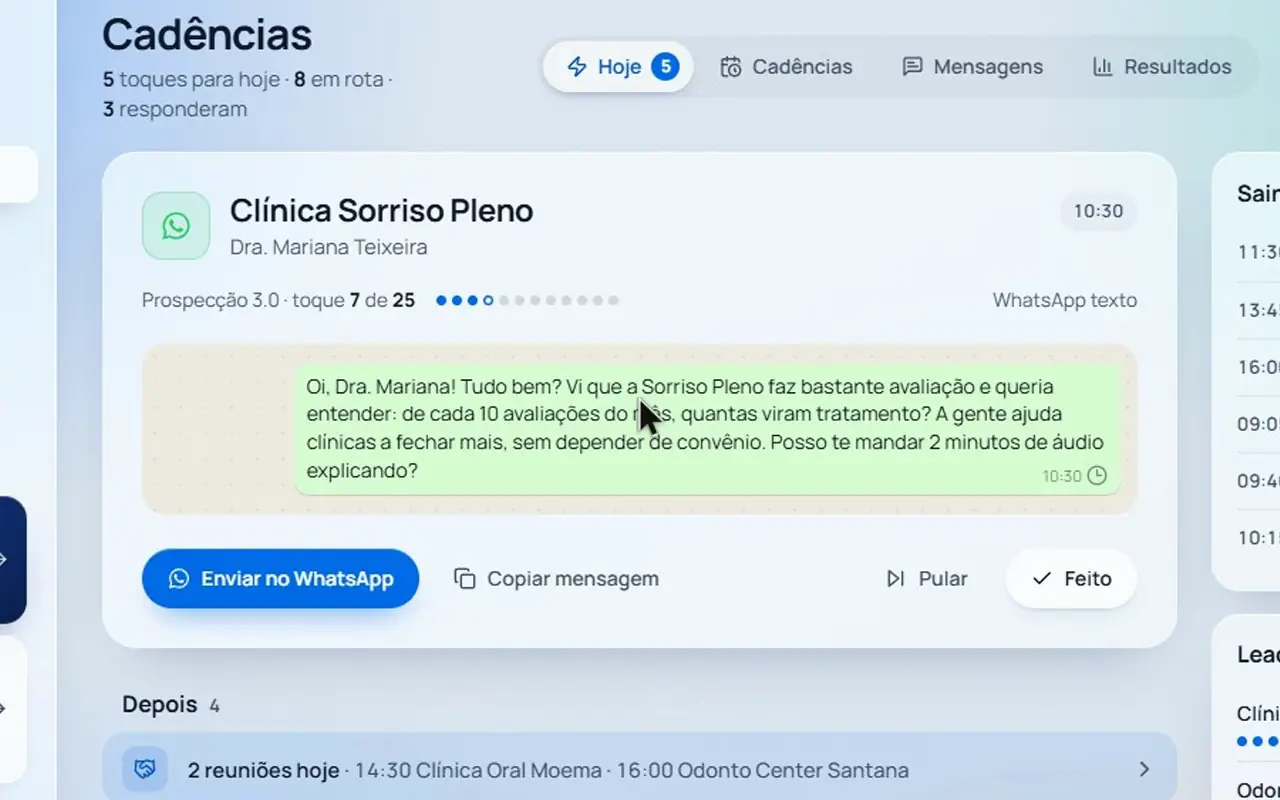 Cadências
5 toques para hoje · 8 em rota ·
3 responderam
Hoje 5
Cadências
Mensagens
Resultados
Clínica Sorriso Pleno
10:30
Dra. Mariana Teixeira
Prospecção 3.0 · toque 7 de 25
WhatsApp texto
Oi, Dra. Mariana! Tudo bem? Vi que a Sorriso Pleno faz bastante avaliação e queria
entender: de cada 10 avaliações do mês, quantas viram tratamento? A gente ajuda
clínicas a fechar mais, sem depender de convênio. Posso te mandar 2 minutos de áudio
explicando?
10:30
Enviar no WhatsApp
Copiar mensagem
Pular
Feito
Depois 4
2 reuniões hoje · 14:30 Clínica Oral Moema · 16:00 Odonto Center Santana